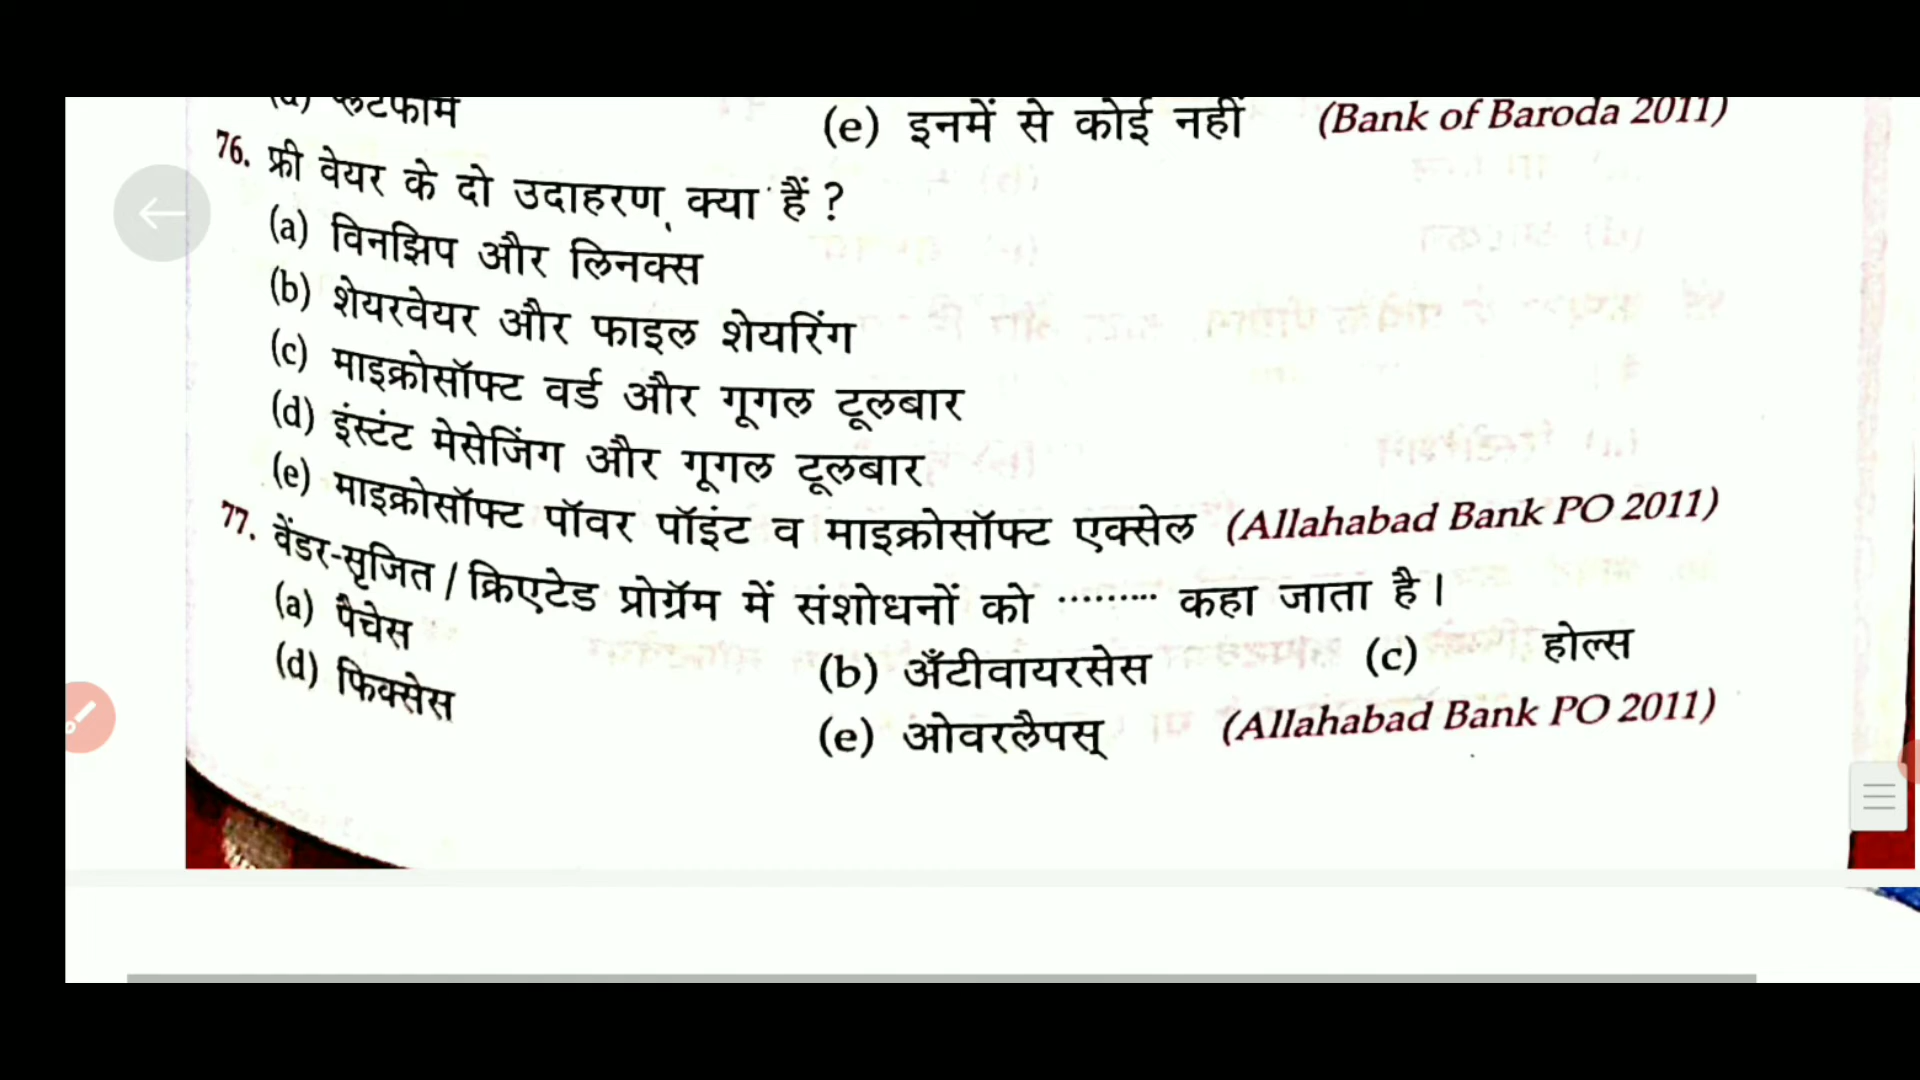 (d) प्लेटफॉर्म (e) इनमें से कोई नहीं (Bank of Baroda 2011)
76. फ्री वेयर के दो उदाहरण क्या हैं ?
(a) विनझिप और लिनक्स
(b) शेयरवेयर और फाइल शेयरिंग
(c) माइक्रोसॉफ्ट वर्ड और गूगल टूलबार
(d) इंस्टंट मेसेजिंग और गूगल टूलबार
(e) माइक्रोसॉफ्ट पॉवर पॉइंट व माइक्रोसॉफ्ट एक्सेल (Allahabad Bank PO 2011)
77. वेंडर-सृजित / क्रिएटेड प्रोग्रॅम में संशोधनों को ········· कहा जाता है।
(a) पैचेस (b) अँटीवायरसेस (c) होल्स
(d) फिक्सेस (e) ओवरलैपस् (Allahabad Bank PO 2011)